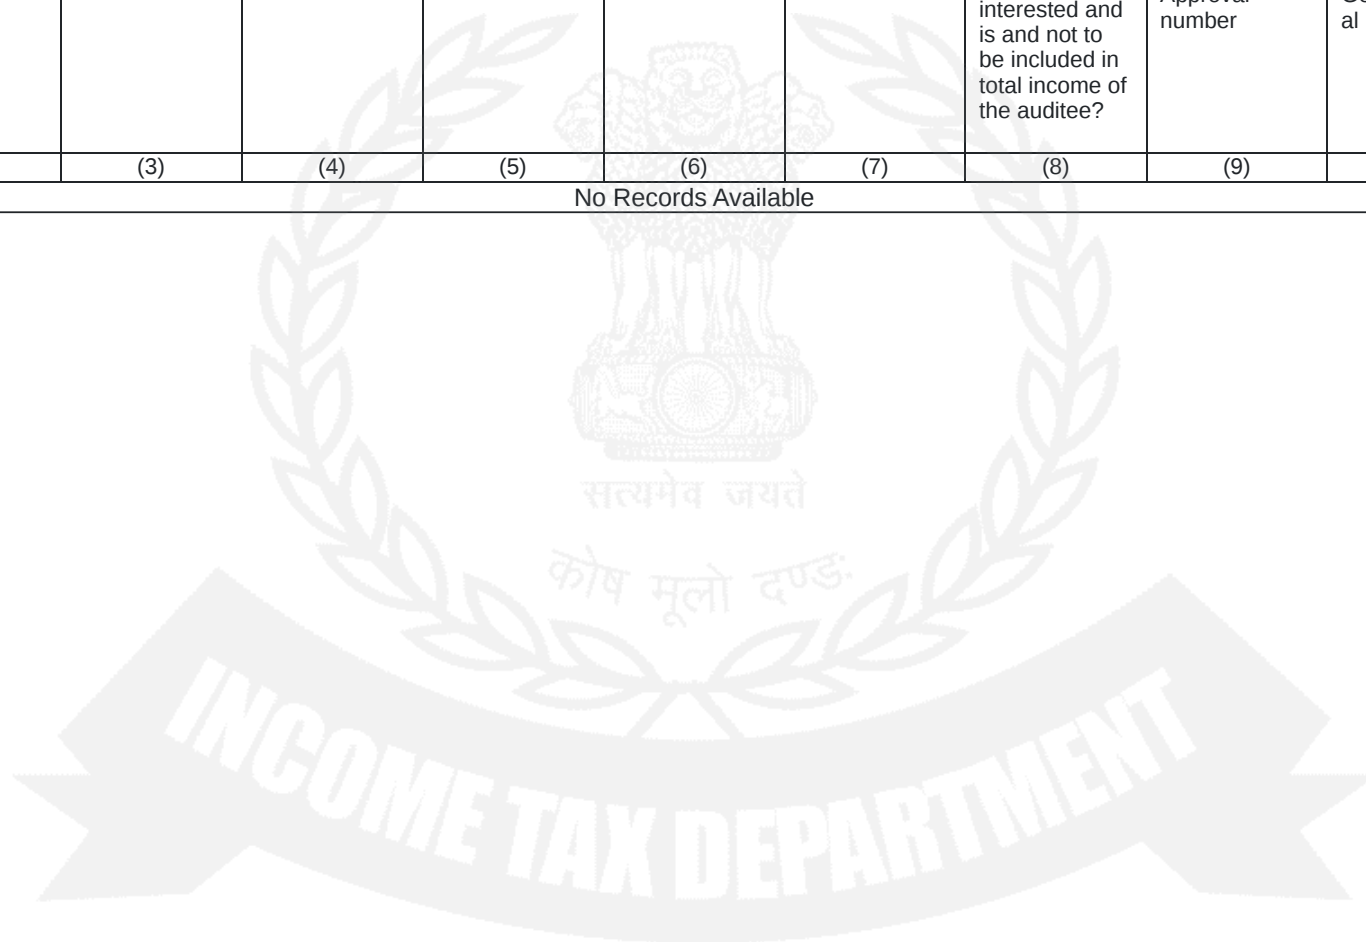 interested and
is and not to
be included in
total income of
the auditee?
Approval
number
al
(3) (4) (5) (6) (7) (8) (9)
No Records Available
सत्यमेव जयते
कोष मूलो दण्डः
INCOME TAX DEPARTMENT